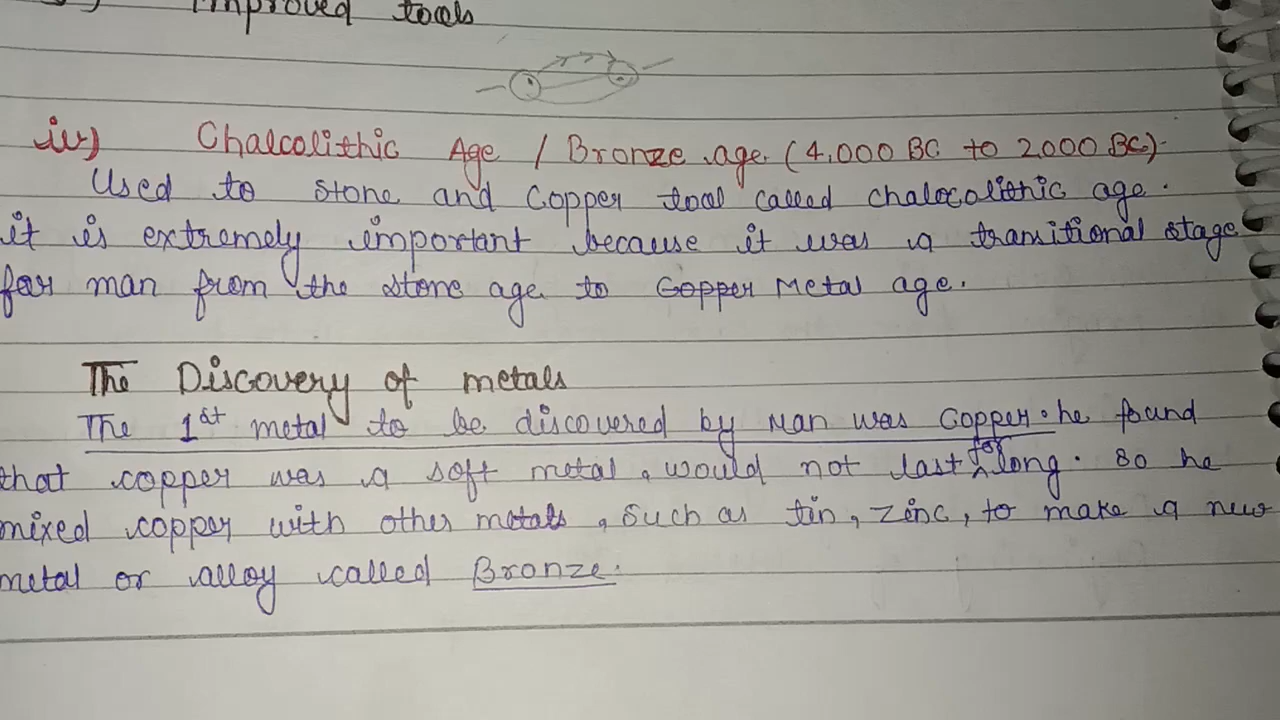 Improved tools
iv) Chalcolithic Age / Bronze age. (4,000 BC to 2000 BC)-
Used to stone and Copper tool called chalocolithic age.
it is extremely important because it was a transitional stage
for man from the stone age to Copper Metal age.
The Discovery of metals
The 1st metal to be discovered by Man was Copper. he found
that copper was a soft metal, would not last for long. So he
mixed copper with other metals, such as tin, zinc, to make a new
metal or alloy called Bronze.